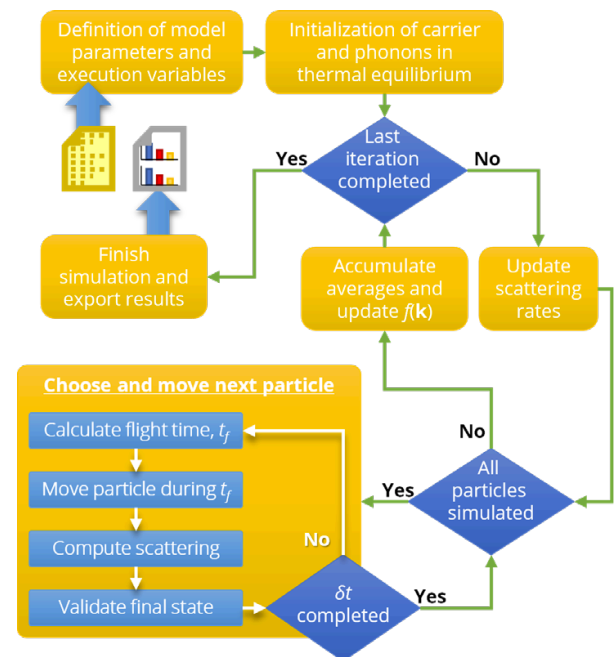 Definition of model
parameters and
execution variables
Initialization of carrier
and phonons in
thermal equilibrium
Last
iteration
completed
Yes
No
Finish
simulation and
export results
Accumulate
averages and
update f(k)
Update
scattering
rates
Choose and move next particle
Calculate flight time, t_f
Move particle during t_f
Compute scattering
Validate final state
No
δt
completed
Yes
No
All
particles
simulated
Yes